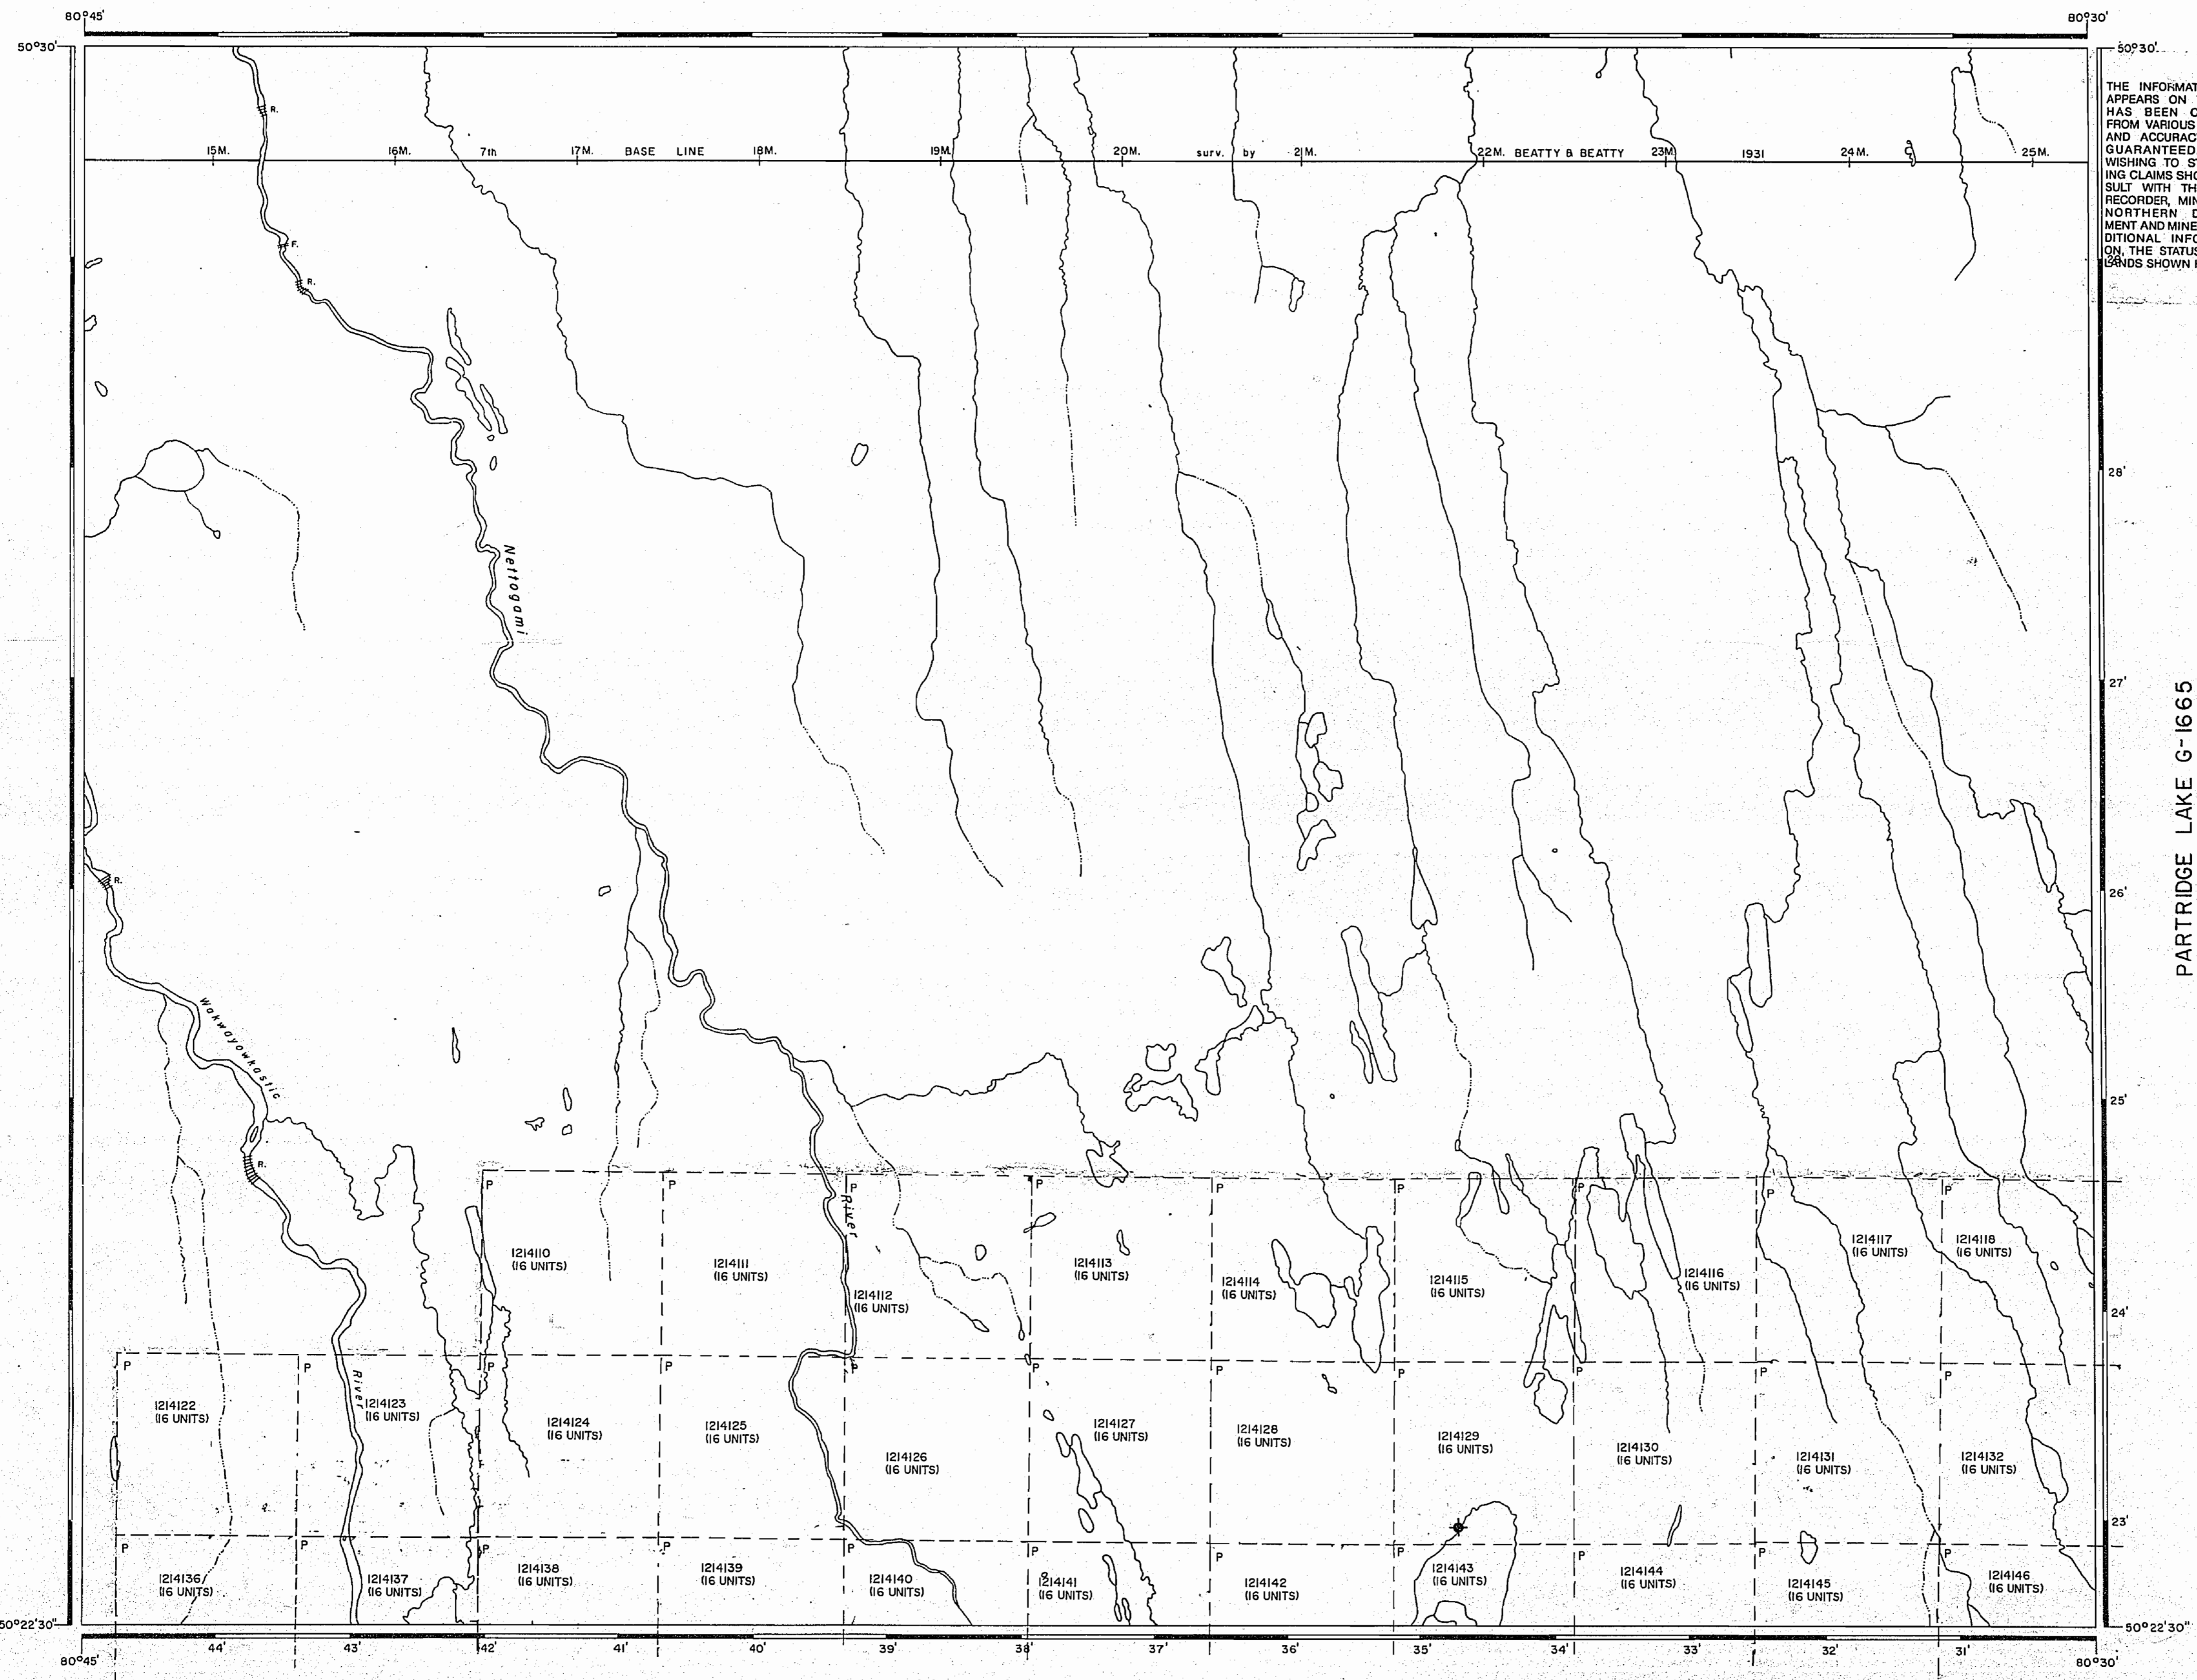 80°45'
80°30'
50°30'
50°30'
THE INFORMAT
APPEARS ON
HAS BEEN C
FROM VARIOUS
AND ACCURAC
GUARANTEED
WISHING TO ST
ING CLAIMS SHO
SULT WITH TH
RECORDER, MIN
NORTHERN D
MENT AND MINE
DITIONAL INFO
ON, THE STATUS
LANDS SHOWN
R.
15M. 16M. 7th 17M. BASE LINE 18M. 19M. 20M. surv. by 21M. 22M. BEATTY & BEATTY 23M. 1931 24M. 25M.
F.
R.
28'
Nettogami
27'
PARTRIDGE LAKE G-1665
R.
26'
Wakwayowkastic
25'
R.
P P P P P P P P P
River
1214110
(16 UNITS)
1214111
(16 UNITS)
1214112
(16 UNITS)
1214113
(16 UNITS)
1214114
(16 UNITS)
1214115
(16 UNITS)
1214116
(16 UNITS)
1214117
(16 UNITS)
1214118
(16 UNITS)
24'
P P P P P P P P P P P
River
1214122
(16 UNITS)
1214123
(16 UNITS)
1214124
(16 UNITS)
1214125
(16 UNITS)
1214126
(16 UNITS)
1214127
(16 UNITS)
1214128
(16 UNITS)
1214129
(16 UNITS)
1214130
(16 UNITS)
1214131
(16 UNITS)
1214132
(16 UNITS)
23'
P P P P P P P P P P P
1214136
(16 UNITS)
1214137
(16 UNITS)
1214138
(16 UNITS)
1214139
(16 UNITS)
1214140
(16 UNITS)
1214141
(16 UNITS)
1214142
(16 UNITS)
1214143
(16 UNITS)
1214144
(16 UNITS)
1214145
(16 UNITS)
1214146
(16 UNITS)
50°22'30"
50°22'30"
44' 43' 42' 41' 40' 39' 38' 37' 36' 35' 34' 33' 32' 31'
80°45'
80°30'